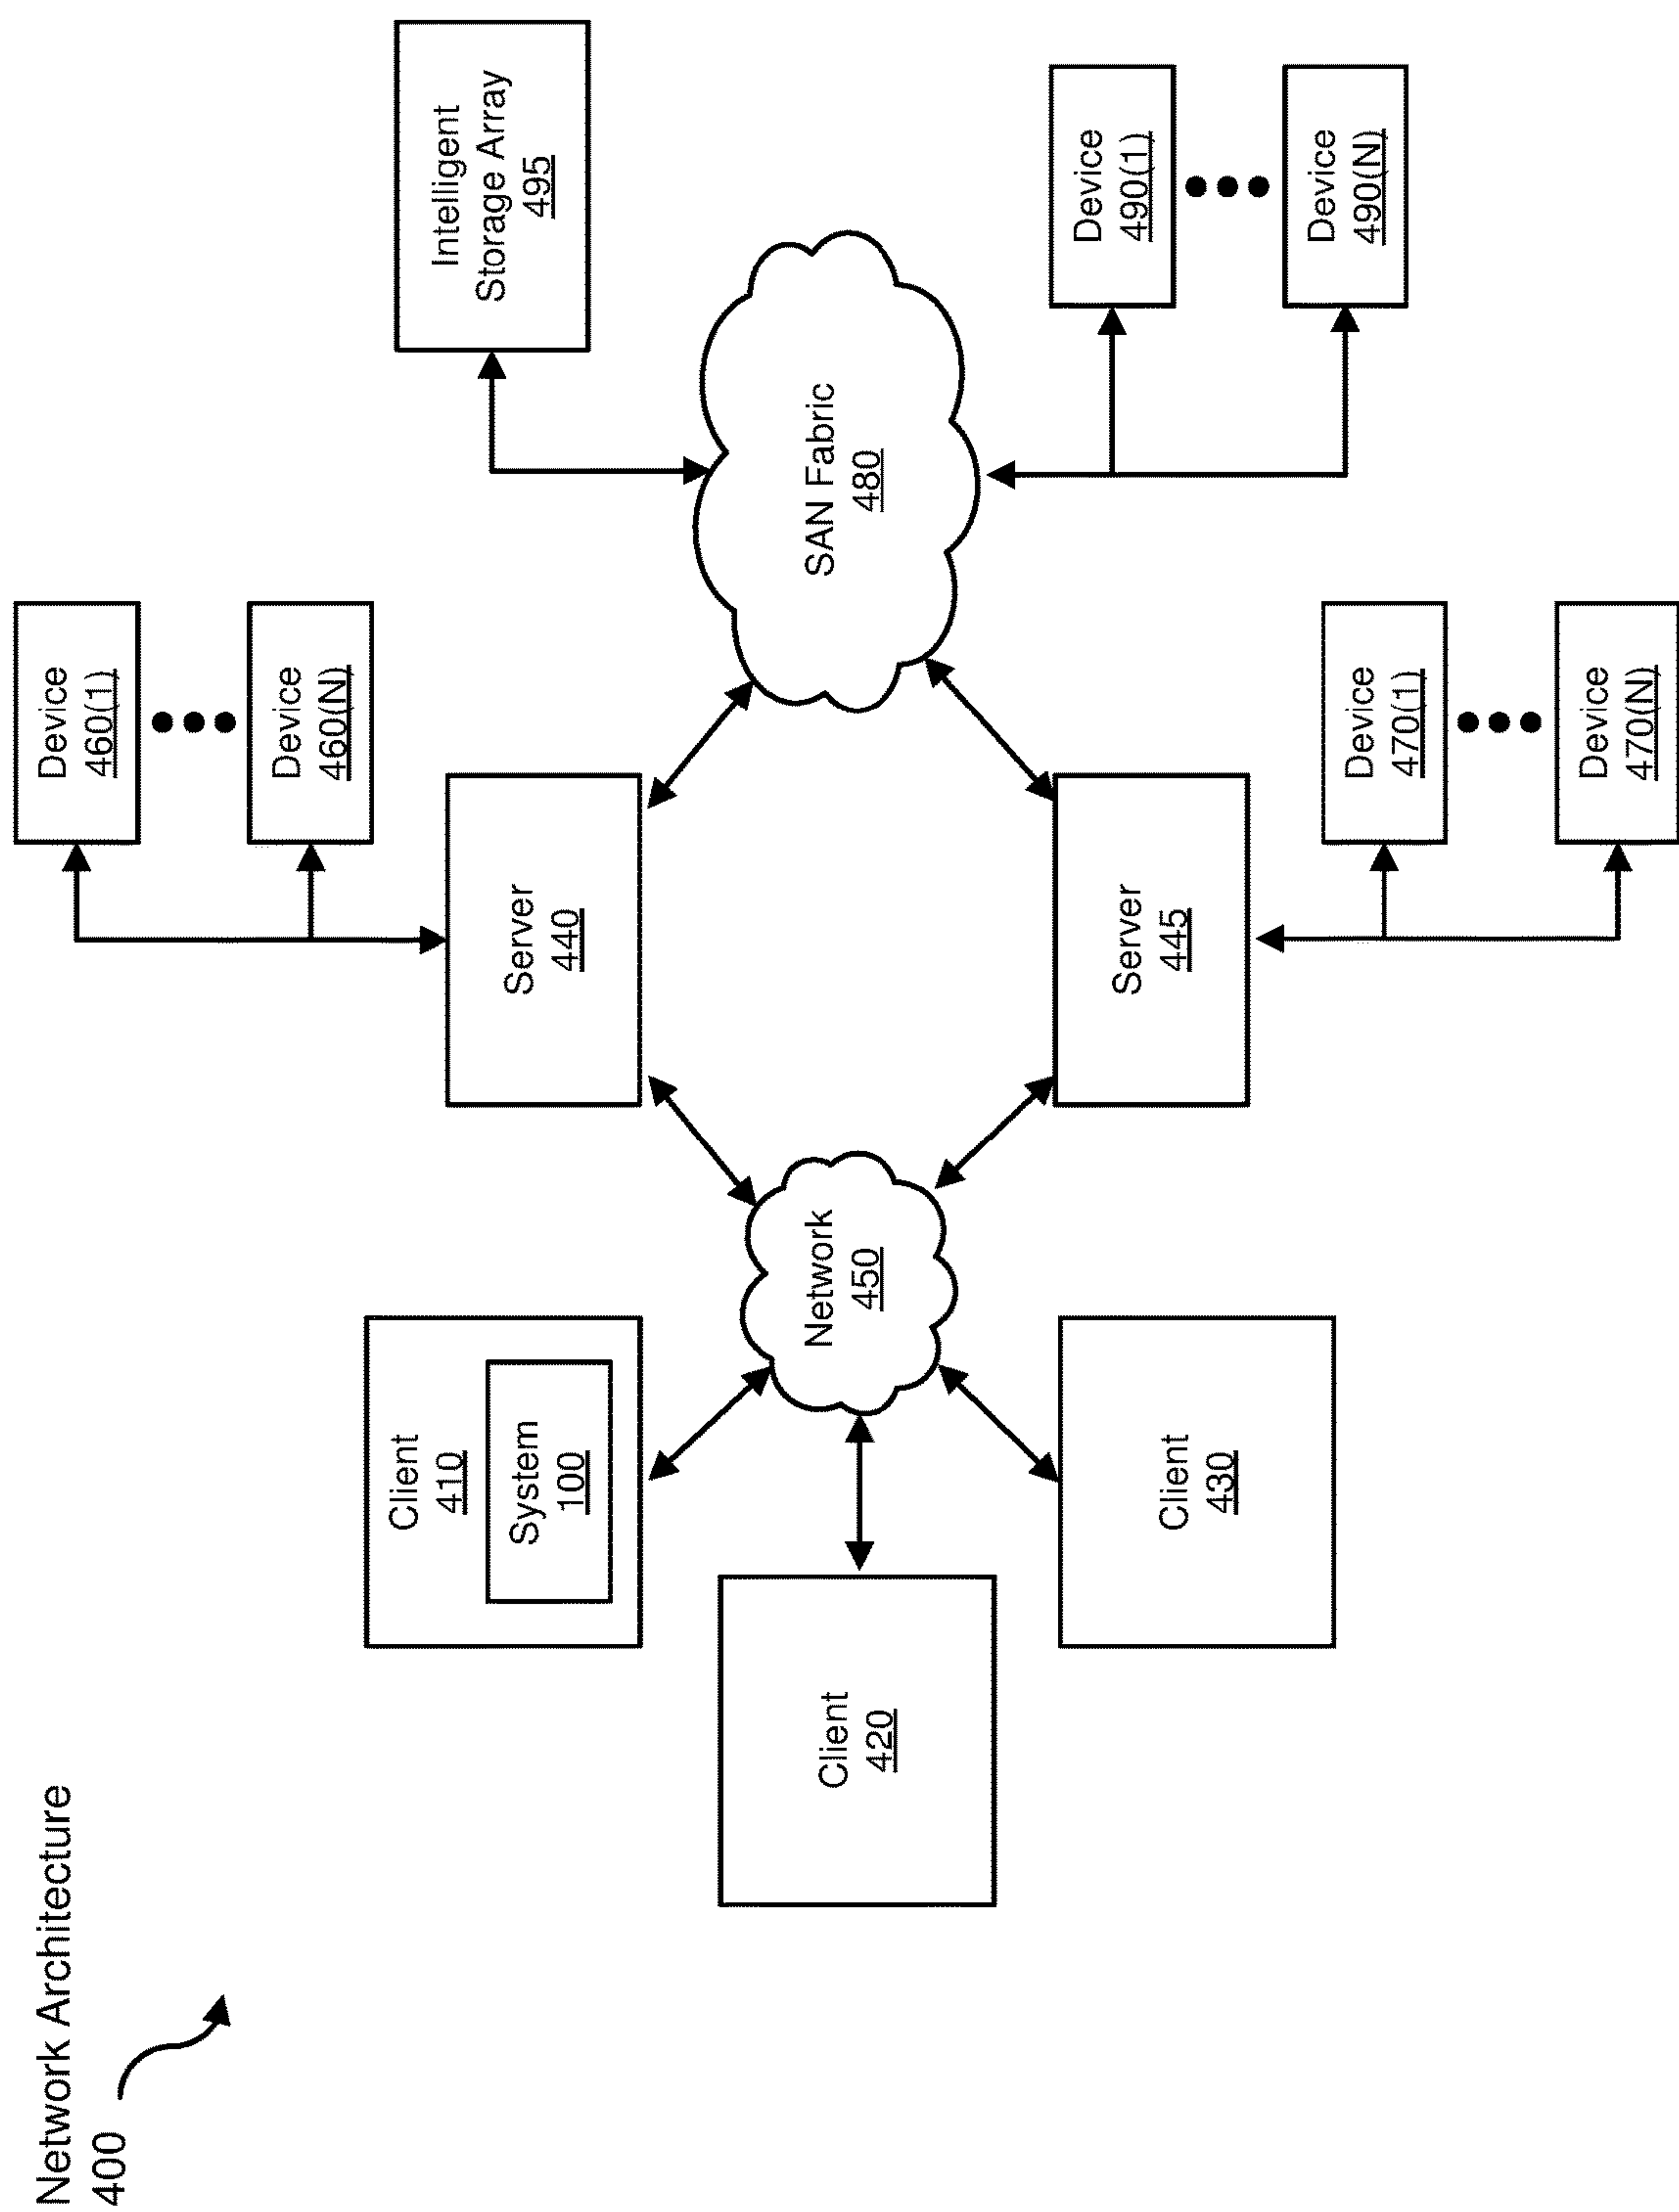 Network Architecture
400
Client
410
System
100
Client
420
Client
430
Network
450
Server
440
Server
445
Device
460(1)
Device
460(N)
Device
470(1)
Device
470(N)
SAN Fabric
480
Intelligent
Storage Array
495
Device
490(1)
Device
490(N)